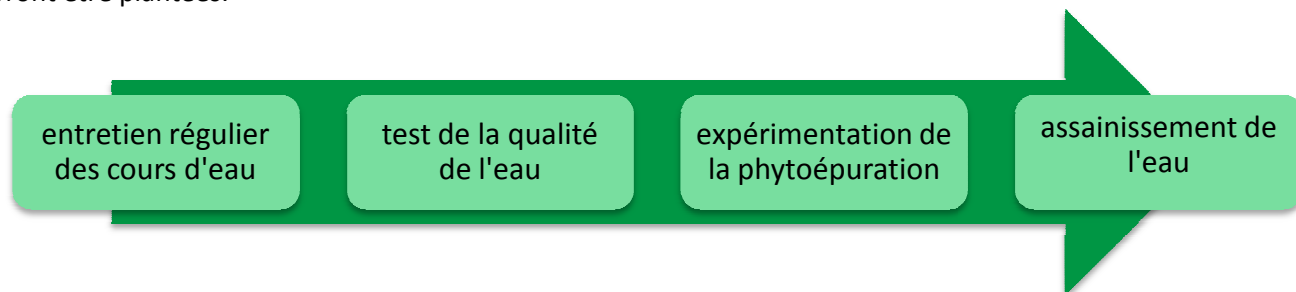 être plantées.
entretien régulier
des cours d'eau
test de la qualité
de l'eau
expérimentation de
la phytoépuration
assainissement de
l'eau